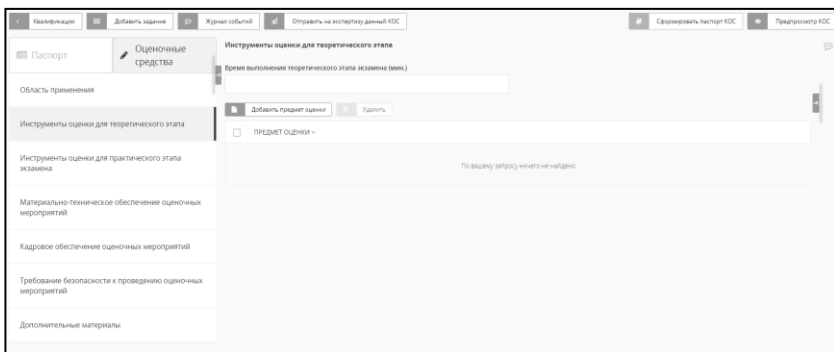 Квалификации
Добавить задание
Журнал событий
Отправить на экспертизу данный КОС
Сформировать паспорт КОС
Предпросмотр КОС
Паспорт
Оценочные
средства
Область применения
Инструменты оценки для теоретического этапа
Инструменты оценки для практического этапа
экзамена
Материально-техническое обеспечение оценочных
мероприятий
Кадровое обеспечение оценочных мероприятий
Требование безопасности к проведению оценочных
мероприятий
Дополнительные материалы
Инструменты оценки для теоретического этапа
Время выполнения теоретического этапа экзамена (мин.)
Добавить предмет оценки
Удалить
ПРЕДМЕТ ОЦЕНКИ
По вашему запросу ничего не найдено.